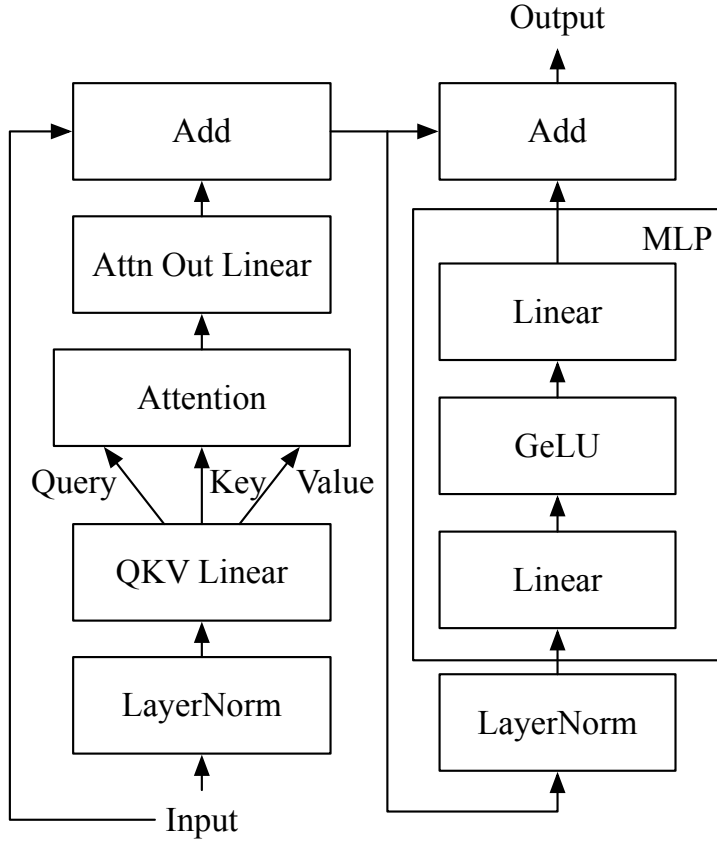 Output
Add
Add
Attn Out Linear
MLP
Linear
Attention
GeLU
Query
Key
Value
QKV Linear
Linear
LayerNorm
LayerNorm
Input